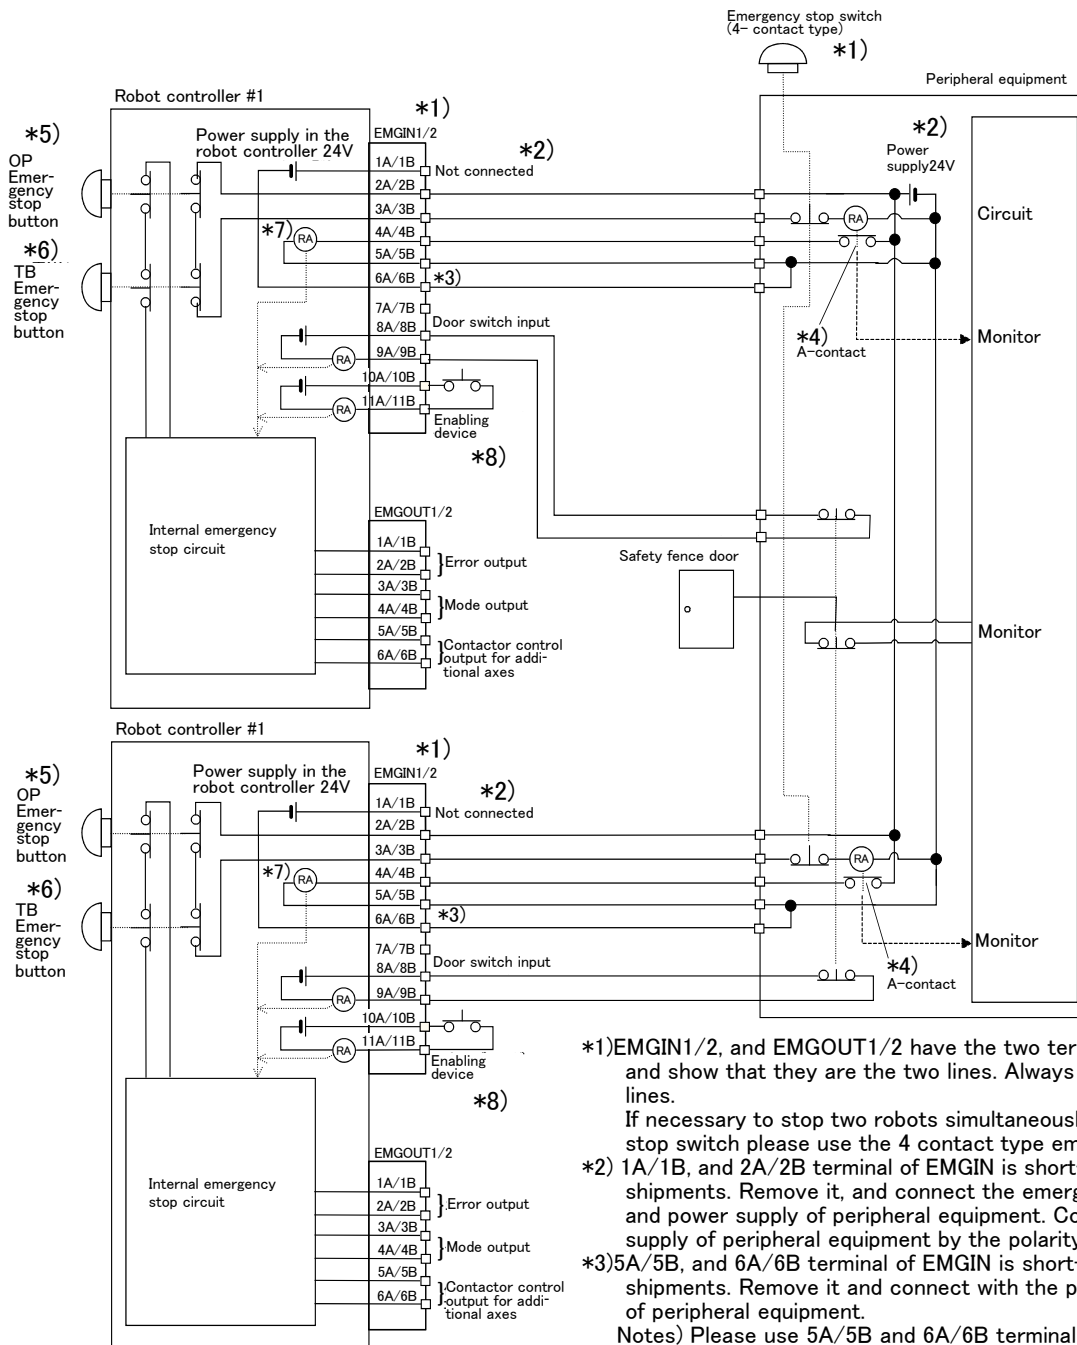 Emergency stop switch
(4- contact type)
*1)
Peripheral equipment
Robot controller #1
*1)
*5)
OP
Emer-
gency
stop
button
Power supply in the
robot controller 24V
EMGIN1/2
*2)
*2)
Power
supply24V
1A/1B
Not connected
2A/2B
3A/3B
RA
Circuit
*7)
RA
4A/4B
*6)
TB
Emer-
gency
stop
button
5A/5B
6A/6B
*3)
7A/7B
8A/8B
Door switch input
*4)
A-contact
Monitor
RA
9A/9B
10A/10B
RA
11A/11B
Enabling
device
*8)
EMGOUT1/2
Internal emergency
stop circuit
1A/1B
2A/2B
Error output
3A/3B
4A/4B
Mode output
5A/5B
6A/6B
Contactor control
output for addi-
tional axes
Safety fence door
Monitor
Robot controller #1
*1)
*5)
OP
Emer-
gency
stop
button
Power supply in the
robot controller 24V
EMGIN1/2
*2)
1A/1B
Not connected
2A/2B
3A/3B
RA
*7)
RA
4A/4B
*6)
TB
Emer-
gency
stop
button
5A/5B
6A/6B
*3)
7A/7B
8A/8B
Door switch input
*4)
A-contact
Monitor
RA
9A/9B
10A/10B
RA
11A/11B
Enabling
device
*8)
EMGOUT1/2
Internal emergency
stop circuit
1A/1B
2A/2B
Error output
3A/3B
4A/4B
Mode output
5A/5B
6A/6B
Contactor control
output for addi-
tional axes
*1)EMGIN1/2, and EMGOUT1/2 have the two ter
and show that they are the two lines. Always
lines.
If necessary to stop two robots simultaneous
stop switch please use the 4 contact type em
*2) 1A/1B, and 2A/2B terminal of EMGIN is short
shipments. Remove it, and connect the emerg
and power supply of peripheral equipment. Co
supply of peripheral equipment by the polarity
*3)5A/5B, and 6A/6B terminal of EMGIN is short-
shipments. Remove it and connect with the p
of peripheral equipment.
Notes) Please use 5A/5B and 6A/6B terminal